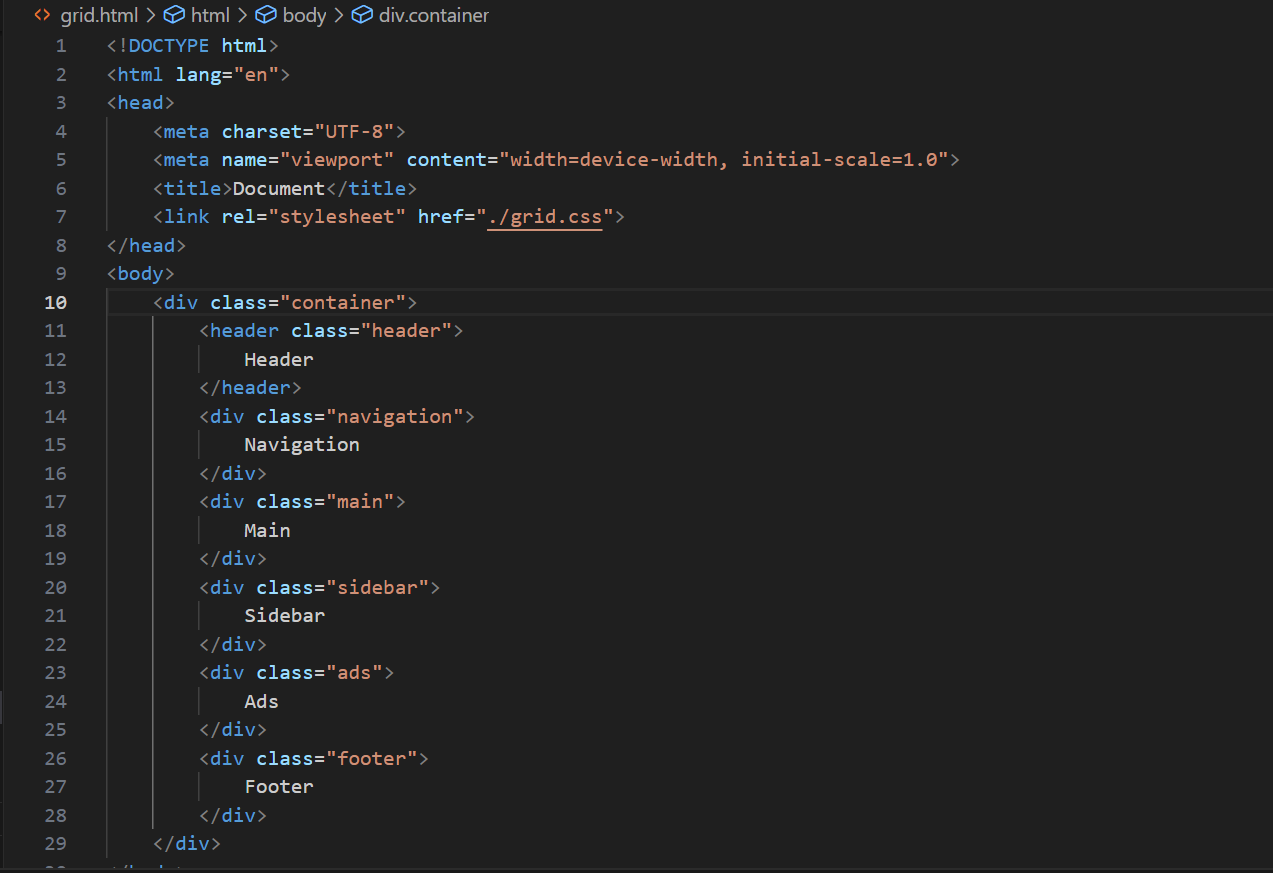 grid.html > html > body > div.container
1 <!DOCTYPE html>
2 <html lang="en">
3 <head>
4     <meta charset="UTF-8">
5     <meta name="viewport" content="width=device-width, initial-scale=1.0">
6     <title>Document</title>
7     <link rel="stylesheet" href="./grid.css">
8 </head>
9 <body>
10     <div class="container">
11         <header class="header">
12             Header
13         </header>
14         <div class="navigation">
15             Navigation
16         </div>
17         <div class="main">
18             Main
19         </div>
20         <div class="sidebar">
21             Sidebar
22         </div>
23         <div class="ads">
24             Ads
25         </div>
26         <div class="footer">
27             Footer
28         </div>
29     </div>